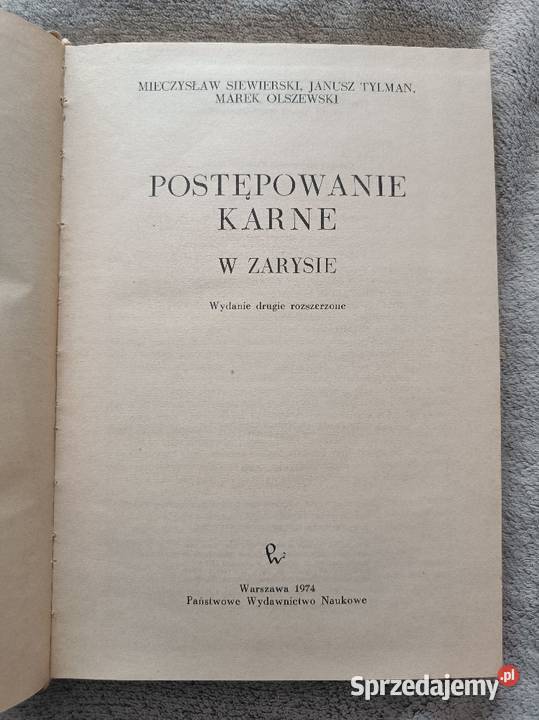 MIECZYSŁAW SIEWIERSKI, JANUSZ TYLMAN,
MAREK OLSZEWSKI
POSTĘPOWANIE
KARNE
W ZARYSIE
Wydanie drugie rozszerzone
Warszawa 1974
Państwowe Wydawnictwo Naukowe
Sprzedajemy.pl